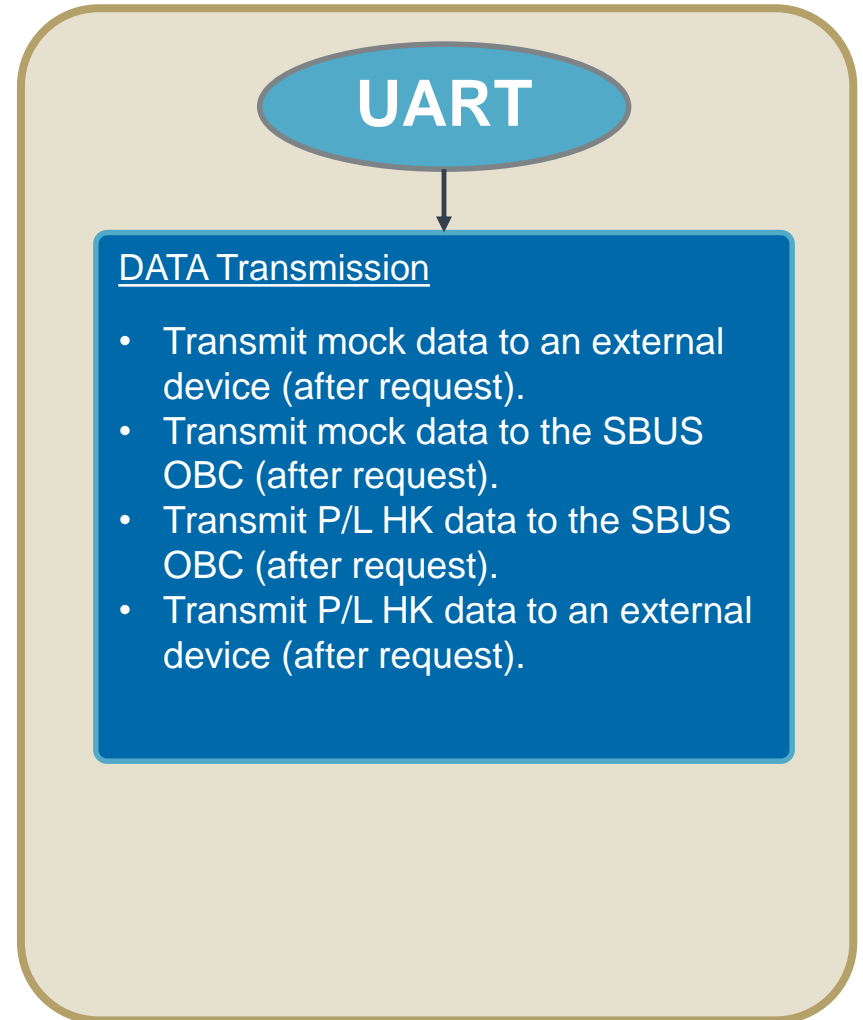 UART
DATA Transmission
• Transmit mock data to an external
device (after request).
• Transmit mock data to the SBUS
OBC (after request).
• Transmit P/L HK data to the SBUS
OBC (after request).
• Transmit P/L HK data to an external
device (after request).